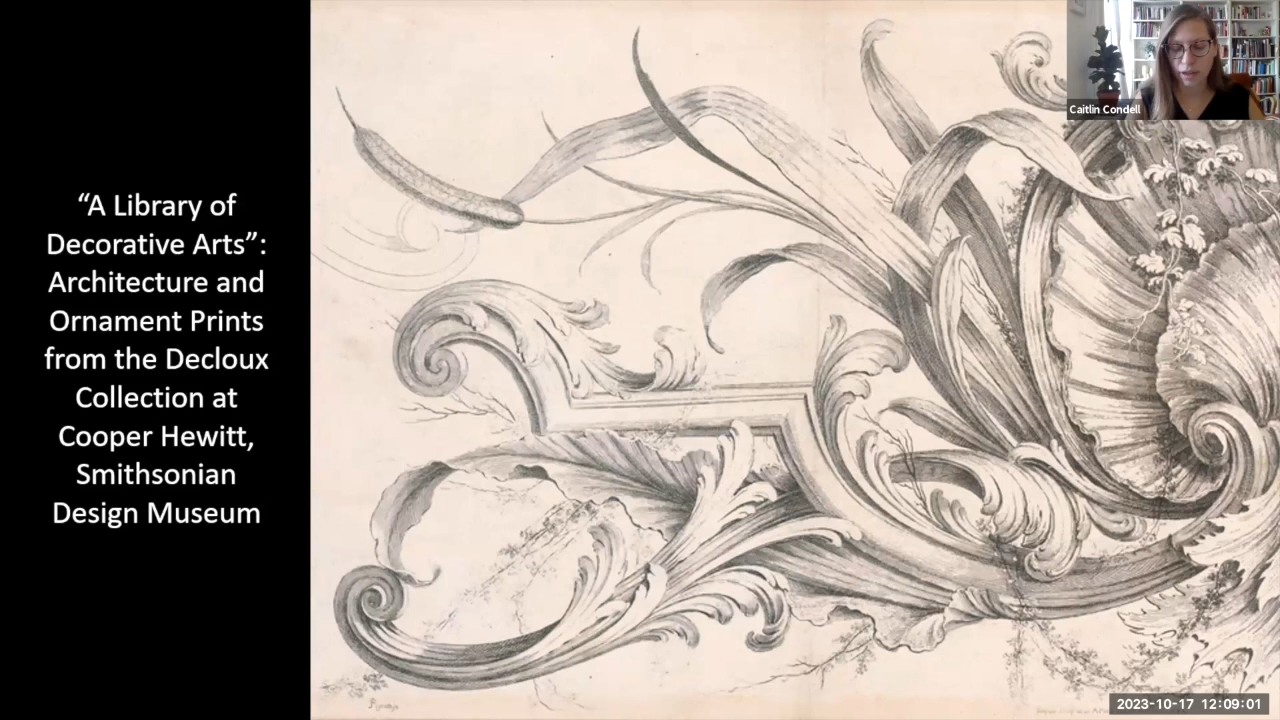 “A Library of
Decorative Arts”:
Architecture and
Ornament Prints
from the Decloux
Collection at
Cooper Hewitt,
Smithsonian
Design Museum
Caitlin Condell
2023-10-17 12:09:01